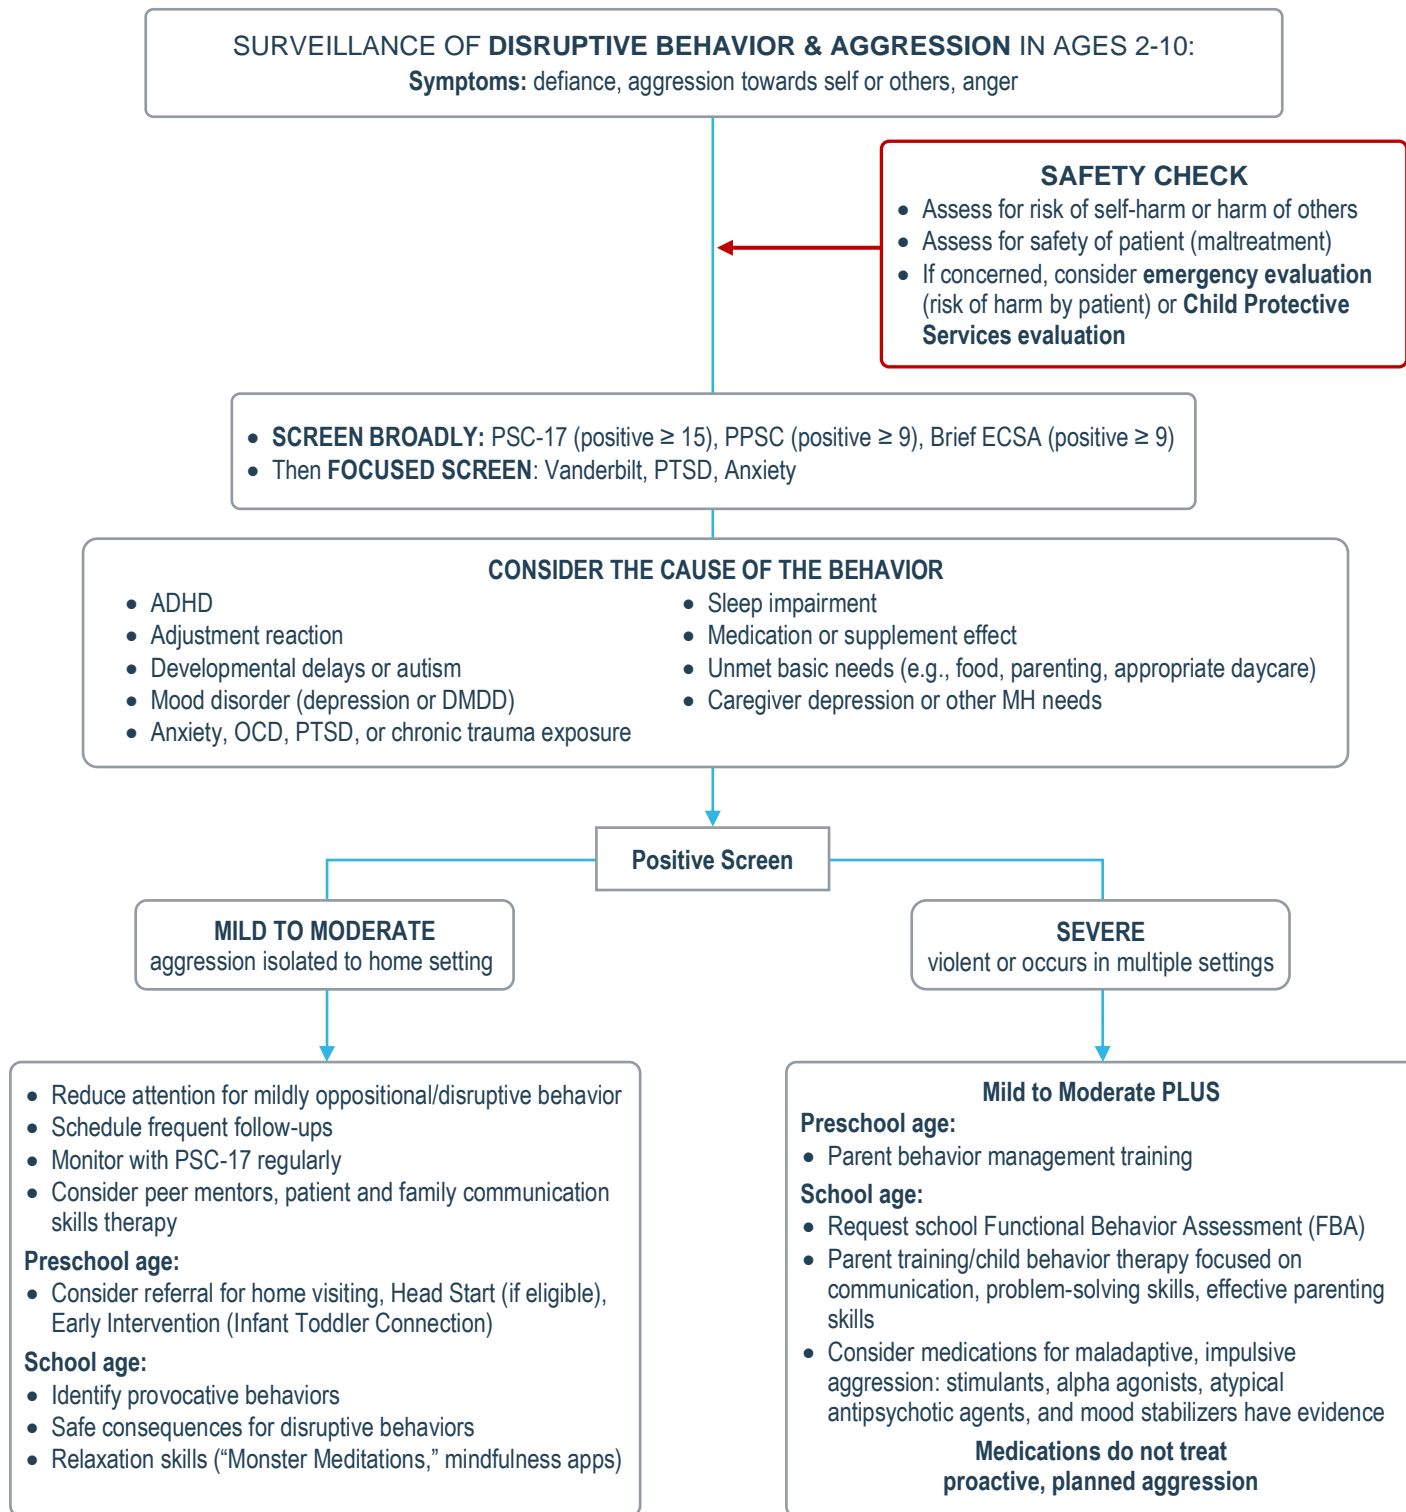 SURVEILLANCE OF DISRUPTIVE BEHAVIOR & AGGRESSION IN AGES 2-10:
Symptoms: defiance, aggression towards self or others, anger
SAFETY CHECK
• Assess for risk of self-harm or harm of others
• Assess for safety of patient (maltreatment)
• If concerned, consider emergency evaluation
(risk of harm by patient) or Child Protective
Services evaluation
• SCREEN BROADLY: PSC-17 (positive ≥ 15), PPSC (positive ≥ 9), Brief ECSA (positive ≥ 9)
• Then FOCUSED SCREEN: Vanderbilt, PTSD, Anxiety
CONSIDER THE CAUSE OF THE BEHAVIOR
• ADHD
• Adjustment reaction
• Developmental delays or autism
• Mood disorder (depression or DMDD)
• Anxiety, OCD, PTSD, or chronic trauma exposure
• Sleep impairment
• Medication or supplement effect
• Unmet basic needs (e.g., food, parenting, appropriate daycare)
• Caregiver depression or other MH needs
Positive Screen
MILD TO MODERATE
aggression isolated to home setting
• Reduce attention for mildly oppositional/disruptive behavior
• Schedule frequent follow-ups
• Monitor with PSC-17 regularly
• Consider peer mentors, patient and family communication
skills therapy
Preschool age:
• Consider referral for home visiting, Head Start (if eligible),
Early Intervention (Infant Toddler Connection)
School age:
• Identify provocative behaviors
• Safe consequences for disruptive behaviors
• Relaxation skills (“Monster Meditations,” mindfulness apps)
SEVERE
violent or occurs in multiple settings
Mild to Moderate PLUS
Preschool age:
• Parent behavior management training
School age:
• Request school Functional Behavior Assessment (FBA)
• Parent training/child behavior therapy focused on
communication, problem-solving skills, effective parenting
skills
• Consider medications for maladaptive, impulsive
aggression: stimulants, alpha agonists, atypical
antipsychotic agents, and mood stabilizers have evidence
Medications do not treat
proactive, planned aggression